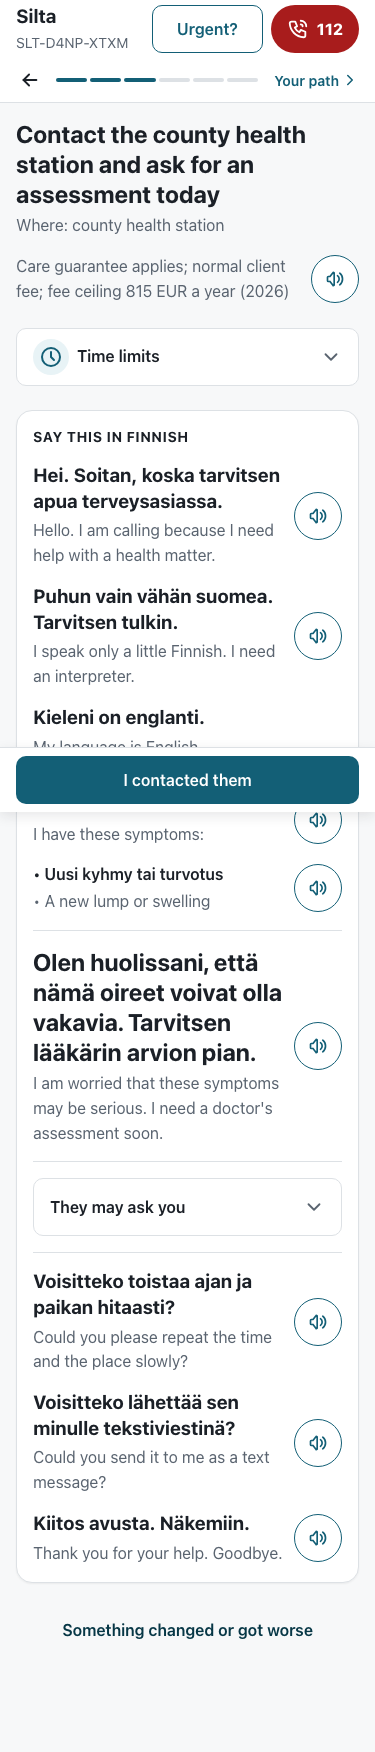 Silta
SLT-D4NP-XTXM
Urgent?
112
Your path
Contact the county health
station and ask for an
assessment today
Where: county health station
Care guarantee applies; normal client
fee; fee ceiling 815 EUR a year (2026)
Time limits
SAY THIS IN FINNISH
Hei. Soitan, koska tarvitsen
apua terveysasiassa.
Hello. I am calling because I need
help with a health matter.
Puhun vain vähän suomea.
Tarvitsen tulkin.
I speak only a little Finnish. I need
an interpreter.
Kieleni on englanti.
My language is English.
I contacted them
I have these symptoms:
• Uusi kyhmy tai turvotus
• A new lump or swelling
Olen huolissani, että
nämä oireet voivat olla
vakavia. Tarvitsen
lääkärin arvion pian.
I am worried that these symptoms
may be serious. I need a doctor's
assessment soon.
They may ask you
Voisitteko toistaa ajan ja
paikan hitaasti?
Could you please repeat the time
and the place slowly?
Voisitteko lähettää sen
minulle tekstiviestinä?
Could you send it to me as a text
message?
Kiitos avusta. Näkemiin.
Thank you for your help. Goodbye.
Something changed or got worse